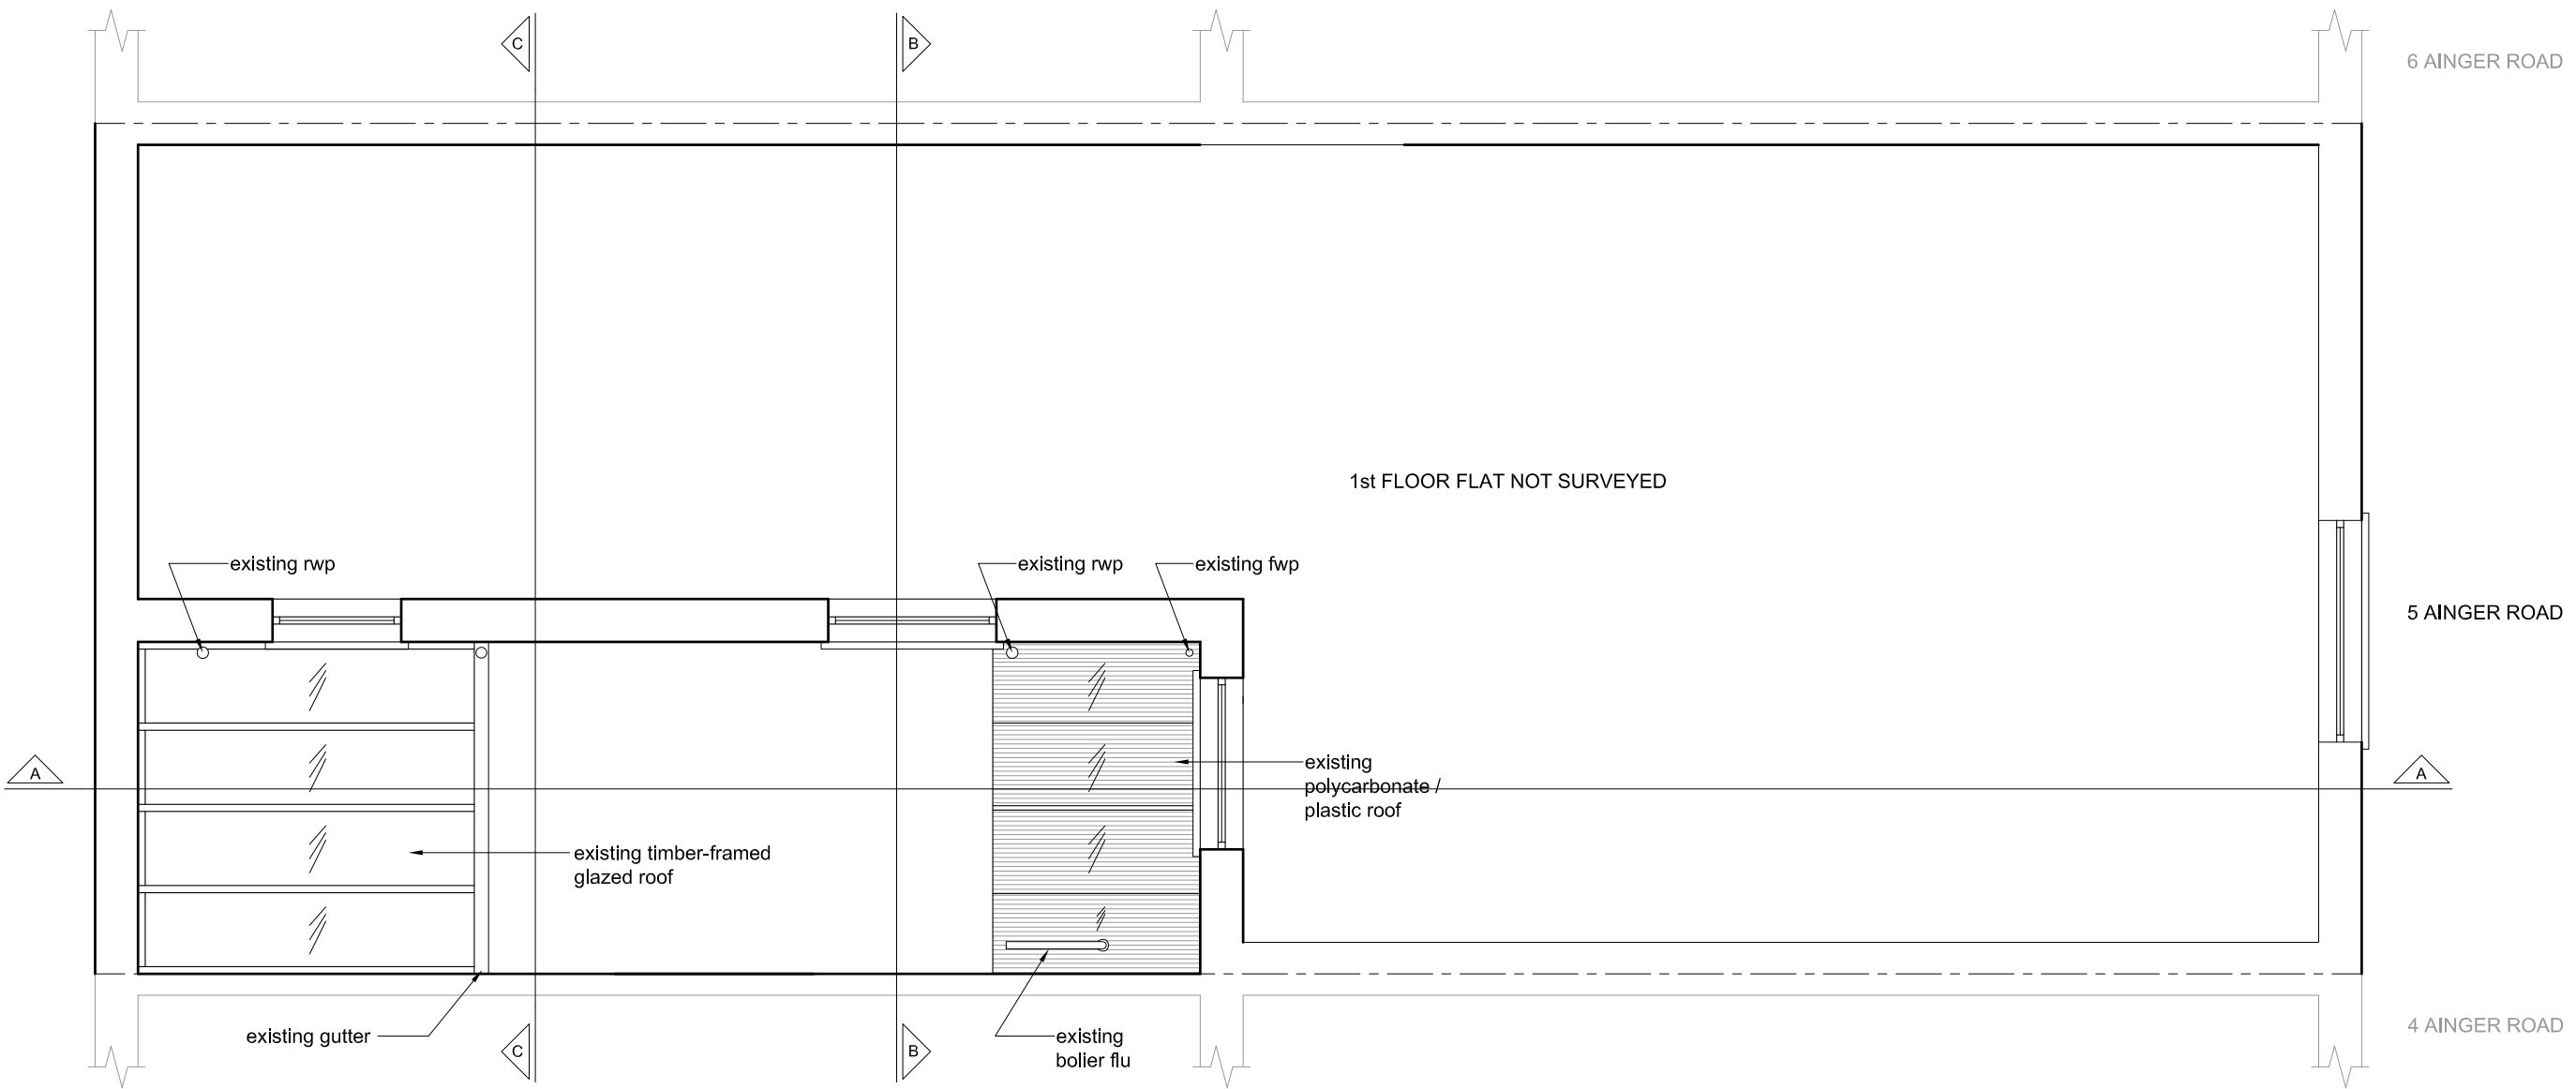 C
B
6 AINGER ROAD
1st FLOOR FLAT NOT SURVEYED
existing rwp
existing rwp
existing fwp
5 AINGER ROAD
A
existing
polycarbonate /
plastic roof
A
existing timber-framed
glazed roof
existing gutter
C
B
existing
bolier flu
4 AINGER ROAD